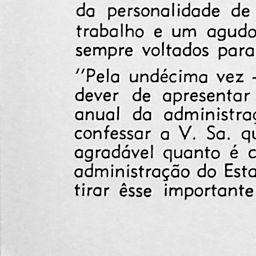 da personalidade de
trabalho e um agudo
sempre voltados para
"Pela undécima vez -
dever de apresentar
anual da administraç
confessar a V. Sa. qu
agradável quanto é c
administração do Esta
tirar êsse importante